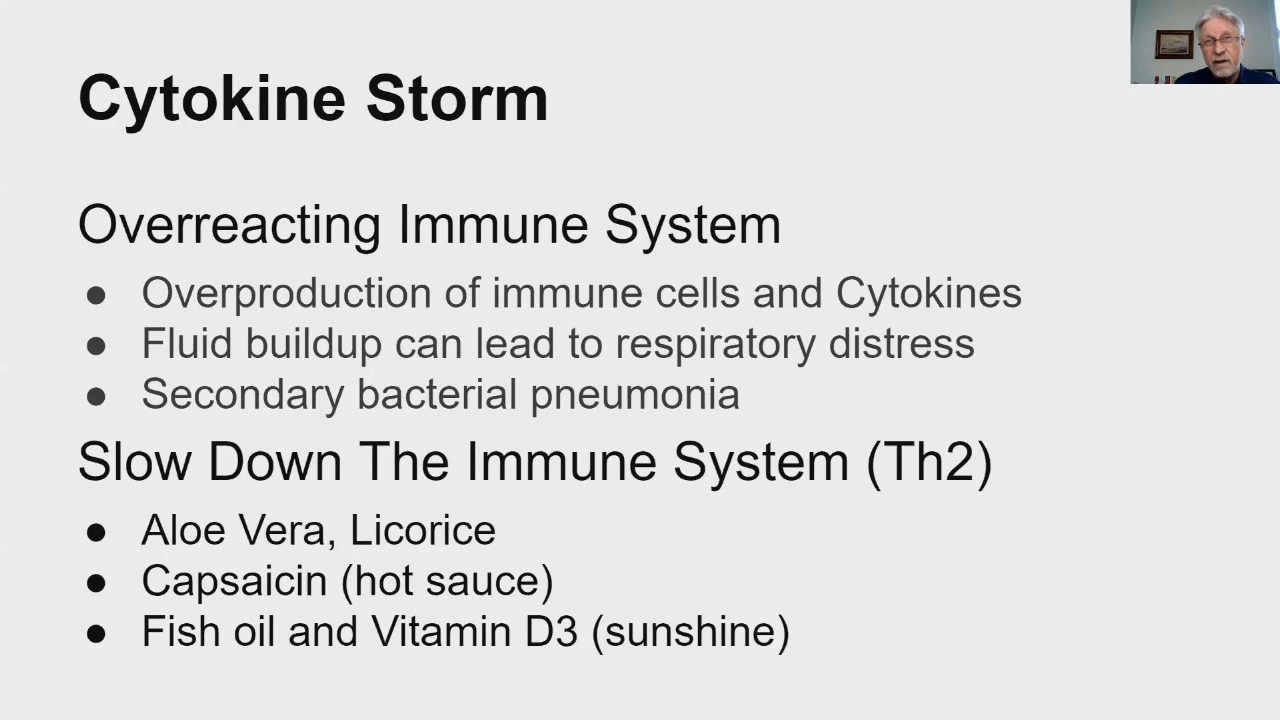 Cytokine Storm
Overreacting Immune System
● Overproduction of immune cells and Cytokines
● Fluid buildup can lead to respiratory distress
● Secondary bacterial pneumonia
Slow Down The Immune System (Th2)
● Aloe Vera, Licorice
● Capsaicin (hot sauce)
● Fish oil and Vitamin D3 (sunshine)